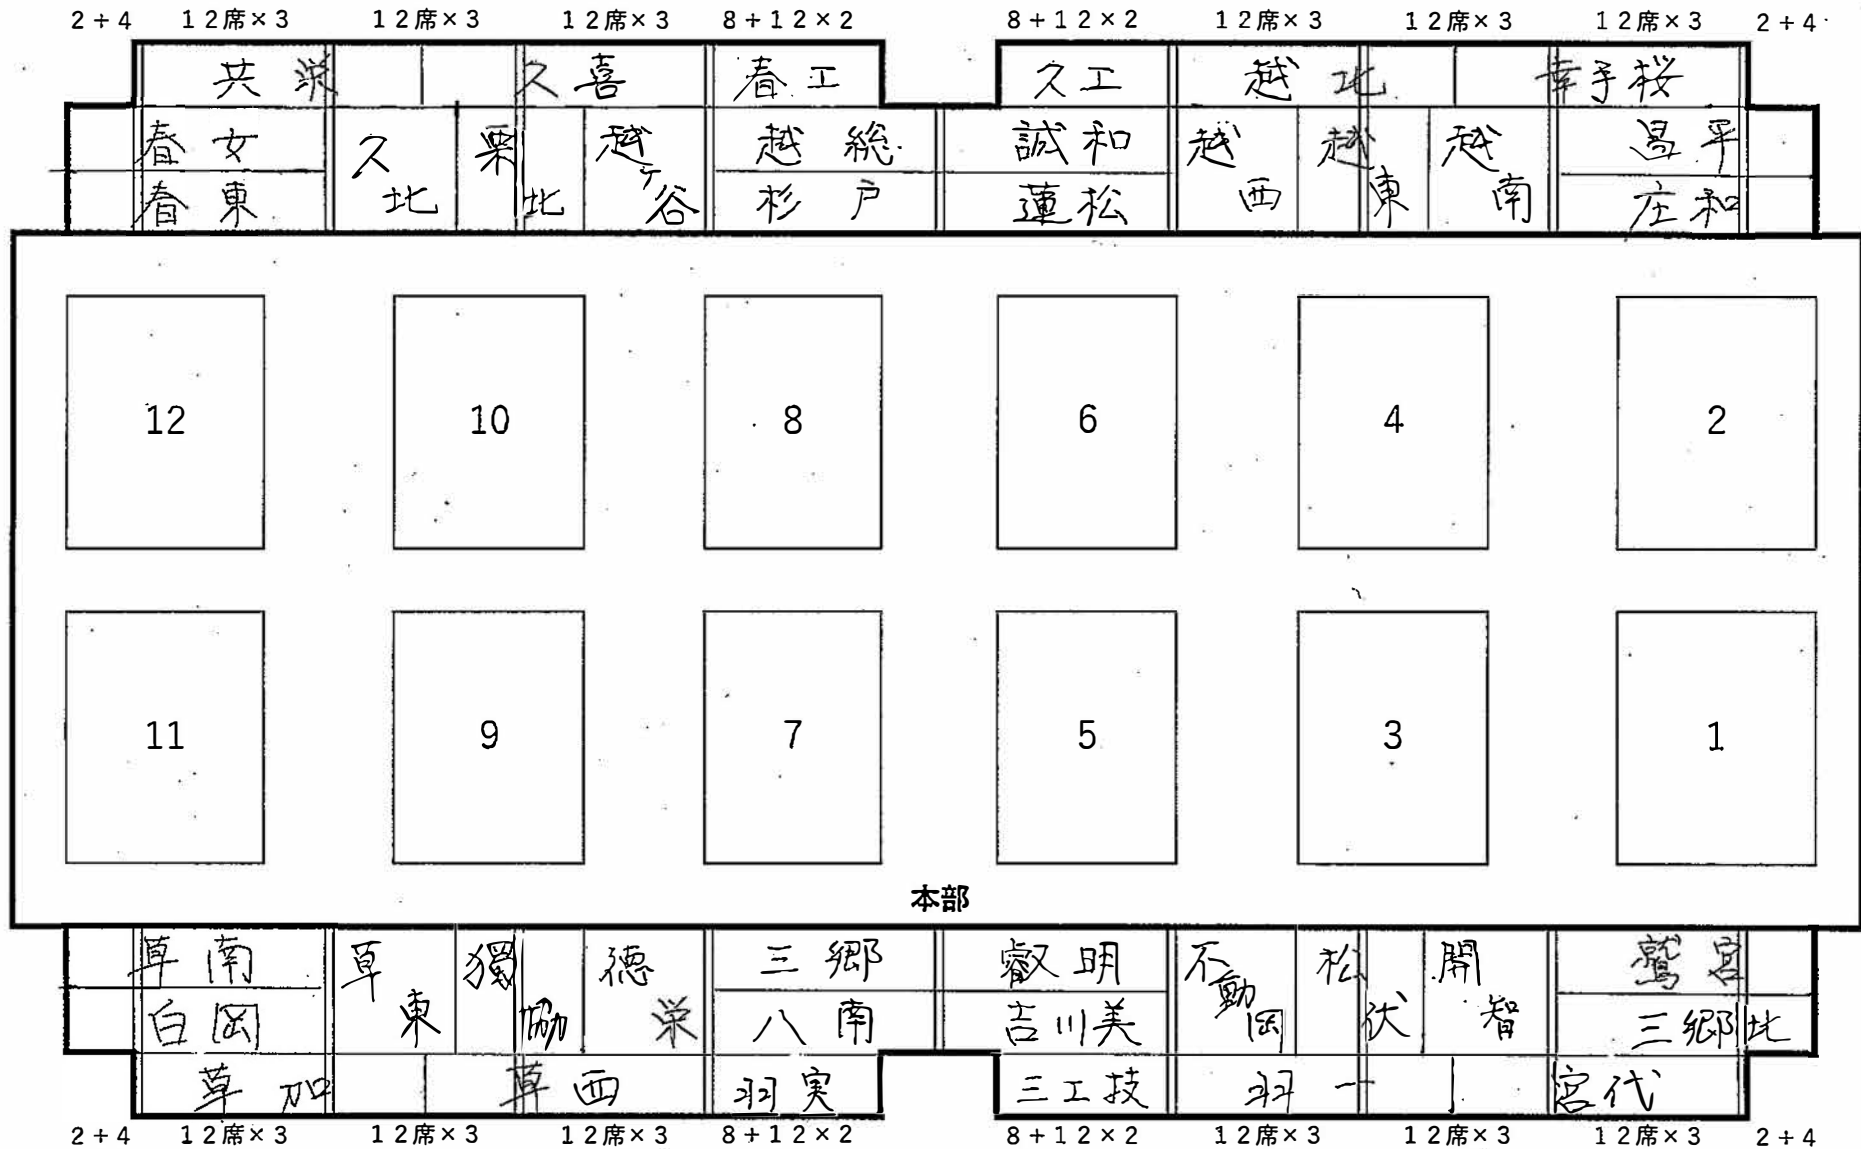 2+4 12席×3 12席×3 12席×3 8+12×2 8+12×2 12席×3 12席×3 12席×3 2+4
共栄 久喜 春工 久工 越北 幸手桜
春女 久北 栗北 越ヶ谷 越総 誠和 越西 越東 越南 昌平
春東 杉戸 蓮松 庄和
12 10 8 6 4 2
11 9 7 5 3 1
本部
草南 草東 獨協 徳栄 三郷 叡明 不動岡 松伏 開智 鷲宮
白岡 八南 吉川美 三郷北
草加 草西 羽実 三工技 羽一 宮代
2+4 12席×3 12席×3 12席×3 8+12×2 8+12×2 12席×3 12席×3 12席×3 2+4